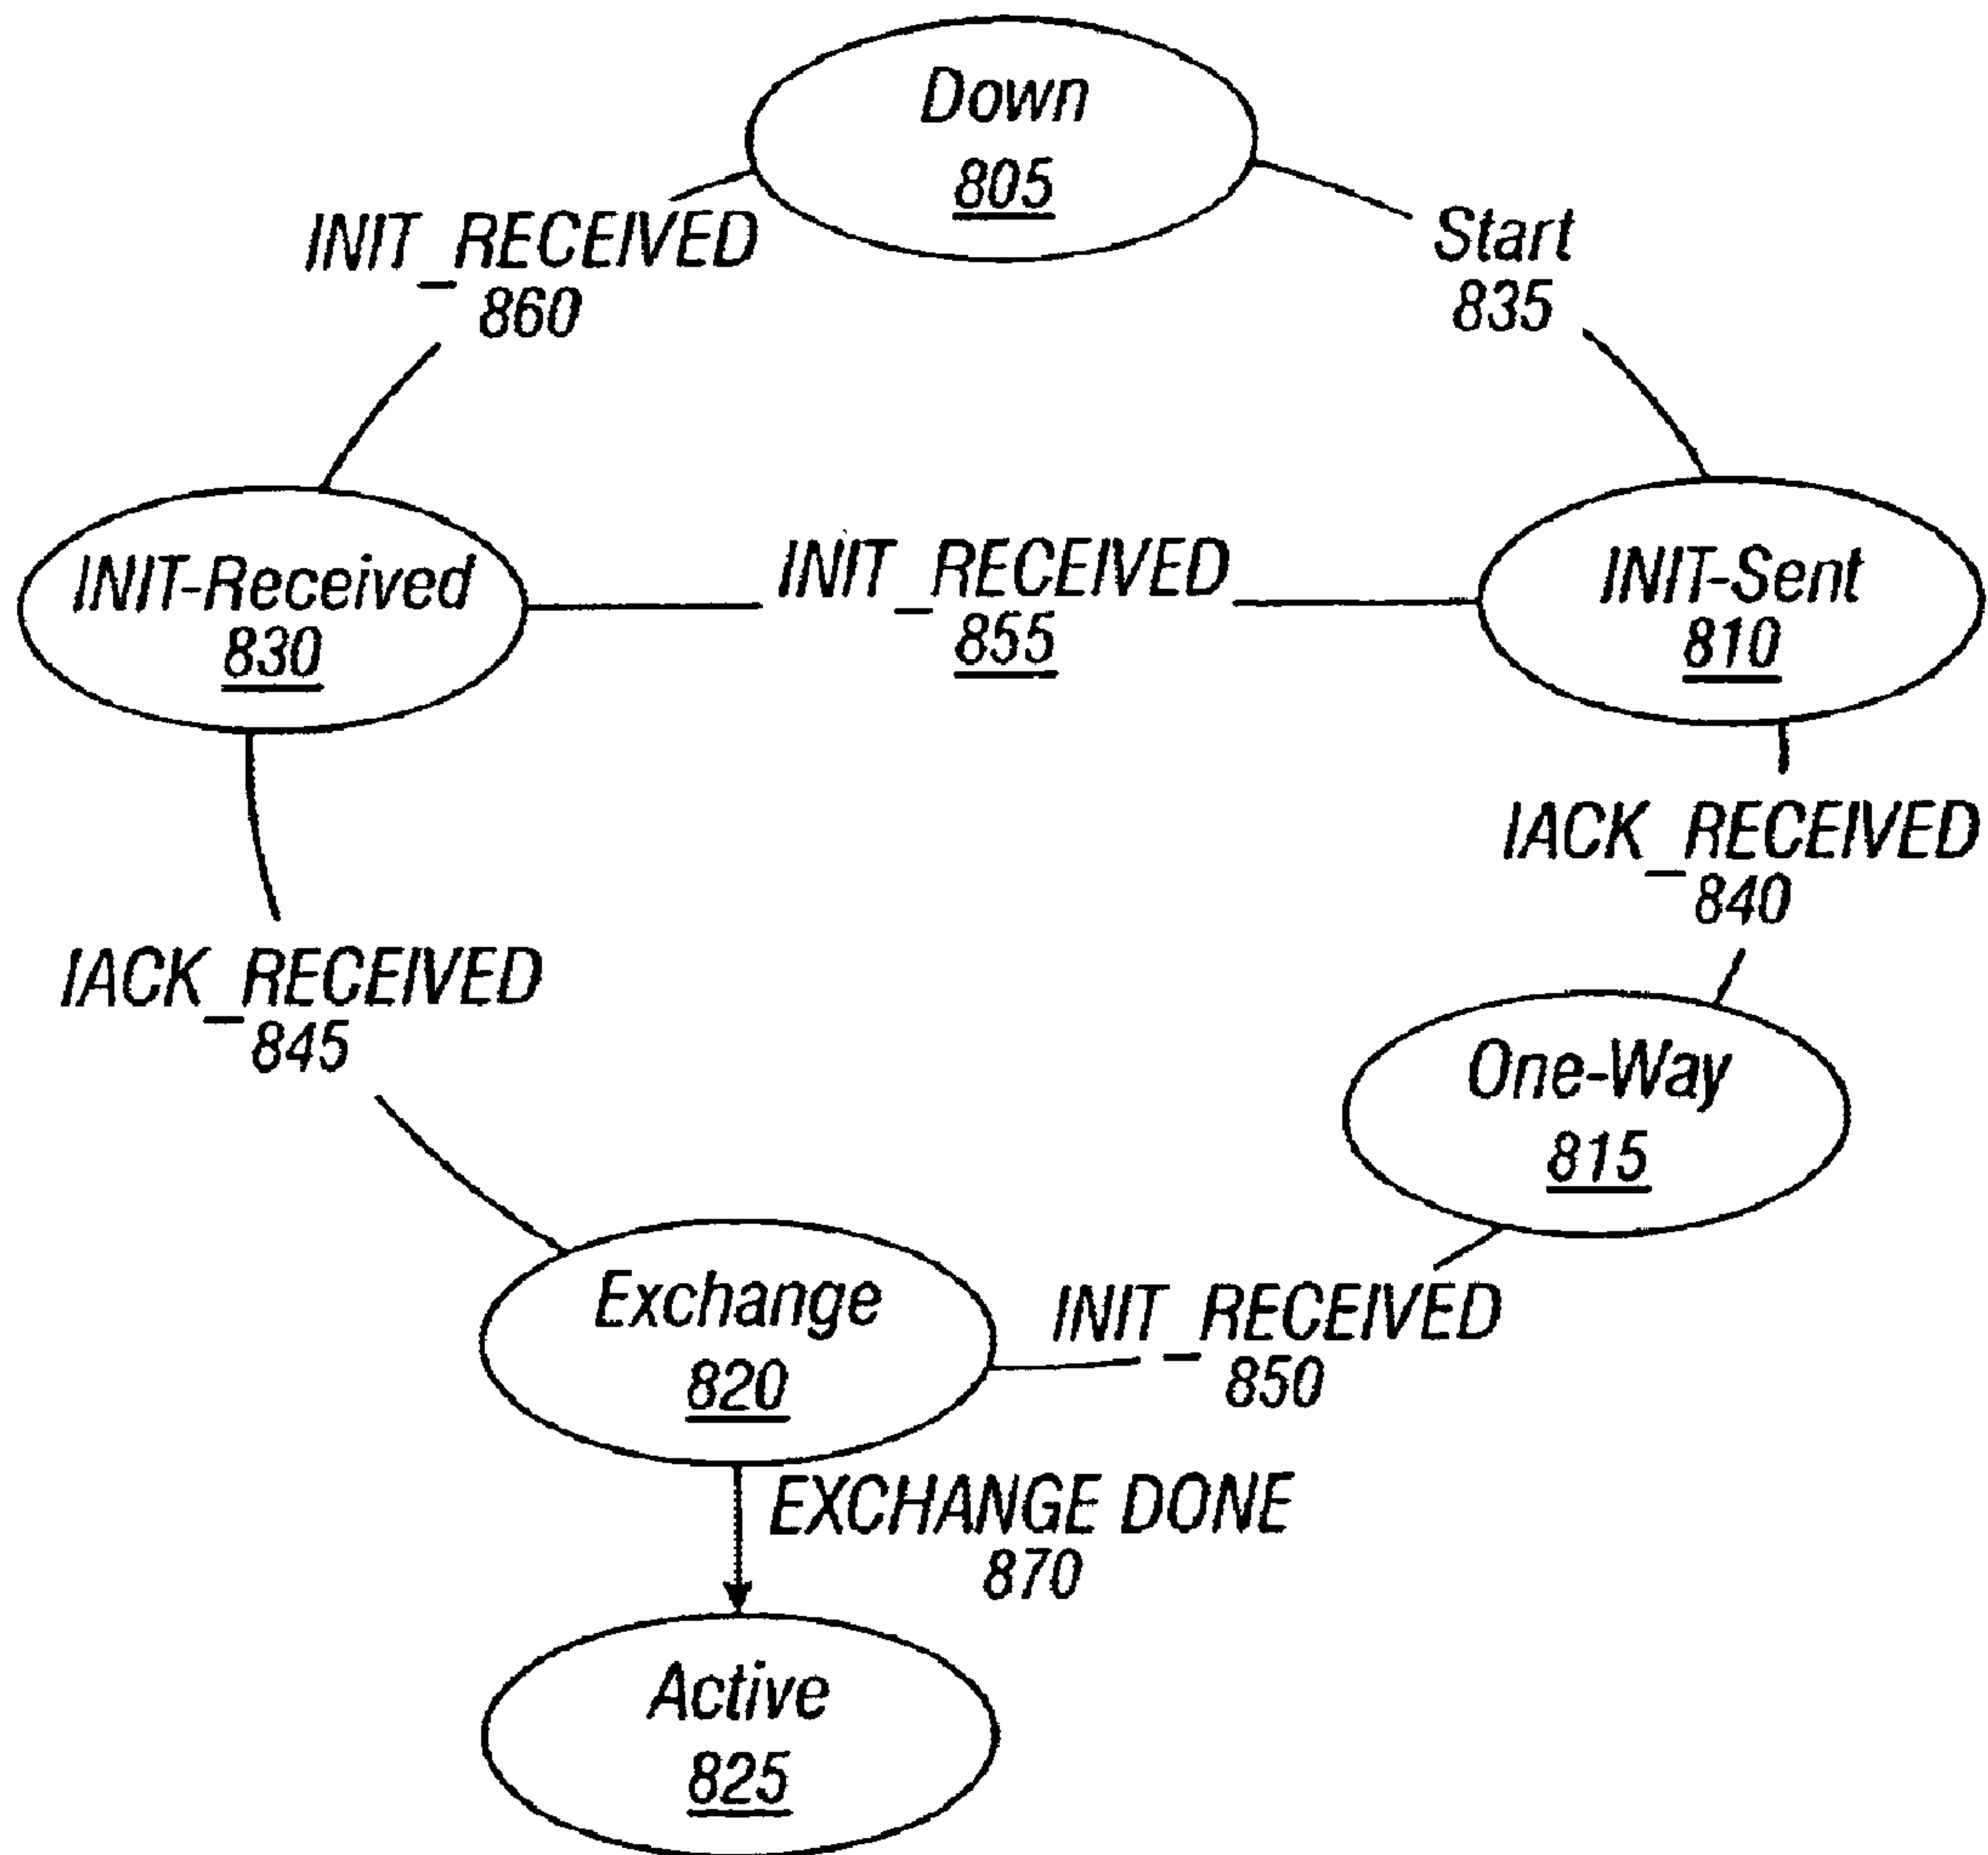 Down
805
INIT_RECEIVED
860
Start
835
INIT-Received
830
INIT_RECEIVED
855
INIT-Sent
810
IACK_RECEIVED
840
IACK_RECEIVED
845
One-Way
815
Exchange
820
INIT_RECEIVED
850
EXCHANGE DONE
870
Active
825